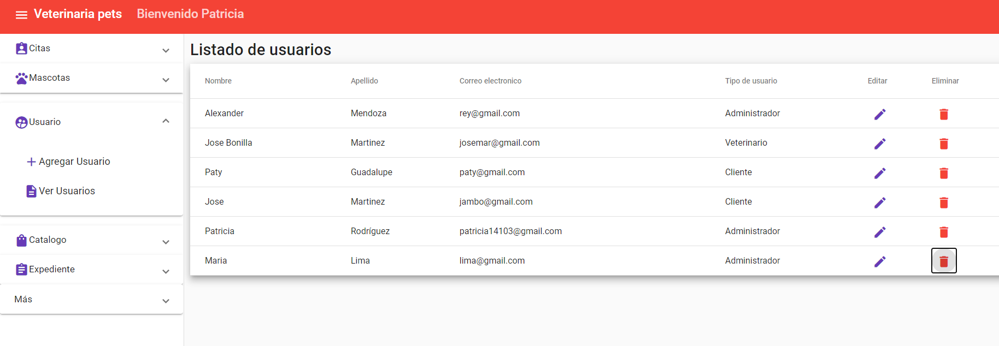 Veterinaria pets Bienvenido Patricia
Citas
Mascotas
Usuario
Agregar Usuario
Ver Usuarios
Catalogo
Expediente
Más
Listado de usuarios
Nombre Apellido Correo electronico Tipo de usuario Editar Eliminar
Alexander Mendoza rey@gmail.com Administrador
Jose Bonilla Martinez josemar@gmail.com Veterinario
Paty Guadalupe paty@gmail.com Cliente
Jose Martinez jambo@gmail.com Cliente
Patricia Rodríguez patricia14103@gmail.com Administrador
Maria Lima lima@gmail.com Administrador